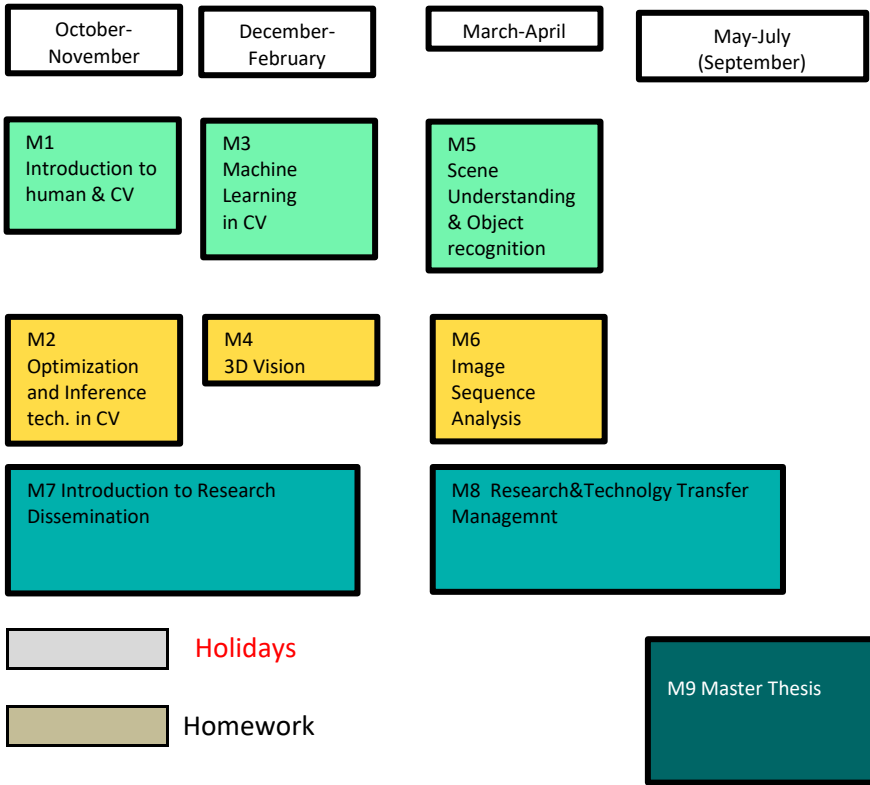 October-
November
December-
February
March-April
May-July
(September)
M1
Introduction to
human & CV
M3
Machine
Learning
in CV
M5
Scene
Understanding
& Object
recognition
M2
Optimization
and Inference
tech. in CV
M4
3D Vision
M6
Image
Sequence
Analysis
M7 Introduction to Research
Dissemination
M8  Research&Technolgy Transfer
Managemnt
Holidays
M9 Master Thesis
Homework